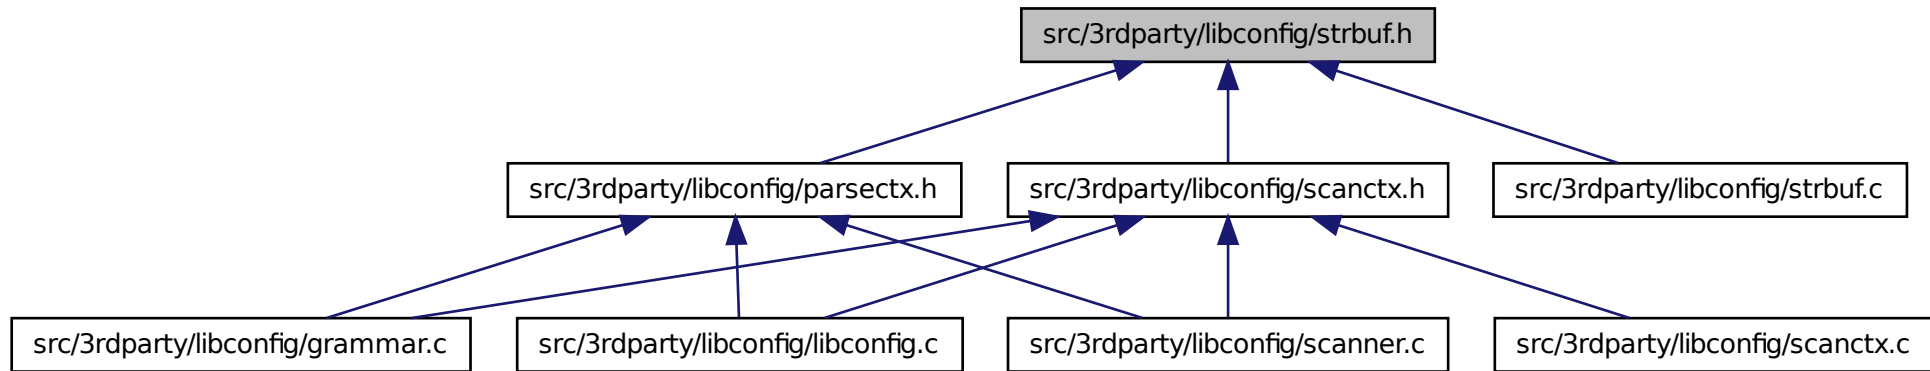 src/3rdparty/libconfig/strbuf.h
src/3rdparty/libconfig/parsectx.h
src/3rdparty/libconfig/scanctx.h
src/3rdparty/libconfig/strbuf.c
src/3rdparty/libconfig/grammar.c
src/3rdparty/libconfig/libconfig.c
src/3rdparty/libconfig/scanner.c
src/3rdparty/libconfig/scanctx.c